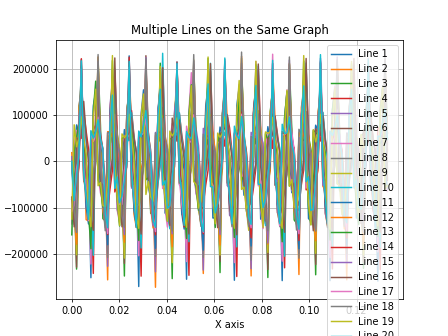 Multiple Lines on the Same Graph
200000
100000
0
−100000
−200000
0.00
0.02
0.04
0.06
0.08
0.10
X axis
Line 1
Line 2
Line 3
Line 4
Line 5
Line 6
Line 7
Line 8
Line 9
Line 10
Line 11
Line 12
Line 13
Line 14
Line 15
Line 16
Line 17
Line 18
Line 19
Line 20